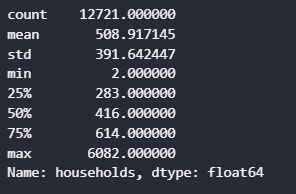 count    12721.000000
mean       508.917145
std        391.642447
min          2.000000
25%        283.000000
50%        416.000000
75%        614.000000
max       6082.000000
Name: households, dtype: float64